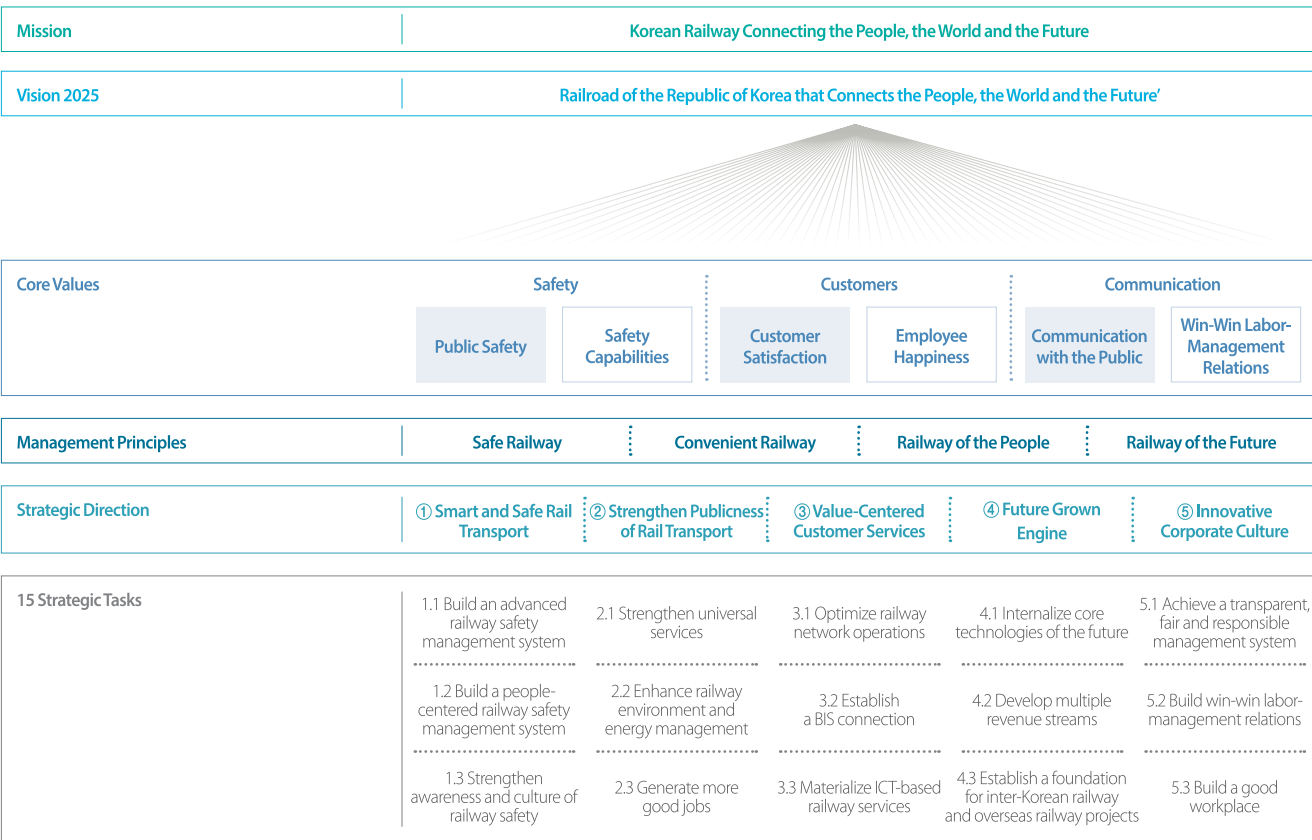 Mission
Korean Railway Connecting the People, the World and the Future
Vision 2025
Railroad of the Republic of Korea that Connects the People, the World and the Future’
Core Values
Safety
Customers
Communication
Public Safety
Safety
Capabilities
Customer
Satisfaction
Employee
Happiness
Communication
with the Public
Win-Win Labor-
Management
Relations
Management Principles
Safe Railway
Convenient Railway
Railway of the People
Railway of the Future
Strategic Direction
① Smart and Safe Rail
Transport
② Strengthen Publicness
of Rail Transport
③ Value-Centered
Customer Services
④ Future Grown
Engine
⑤ Innovative
Corporate Culture
15 Strategic Tasks
1.1 Build an advanced
railway safety
management system
2.1 Strengthen universal
services
3.1 Optimize railway
network operations
4.1 Internalize core
technologies of the future
5.1 Achieve a transparent,
fair and responsible
management system
1.2 Build a people-
centered railway safety
management system
2.2 Enhance railway
environment and
energy management
3.2 Establish
a BIS connection
4.2 Develop multiple
revenue streams
5.2 Build win-win labor-
management relations
1.3 Strengthen
awareness and culture of
railway safety
2.3 Generate more
good jobs
3.3 Materialize ICT-based
railway services
4.3 Establish a foundation
for inter-Korean railway
and overseas railway projects
5.3 Build a good
workplace